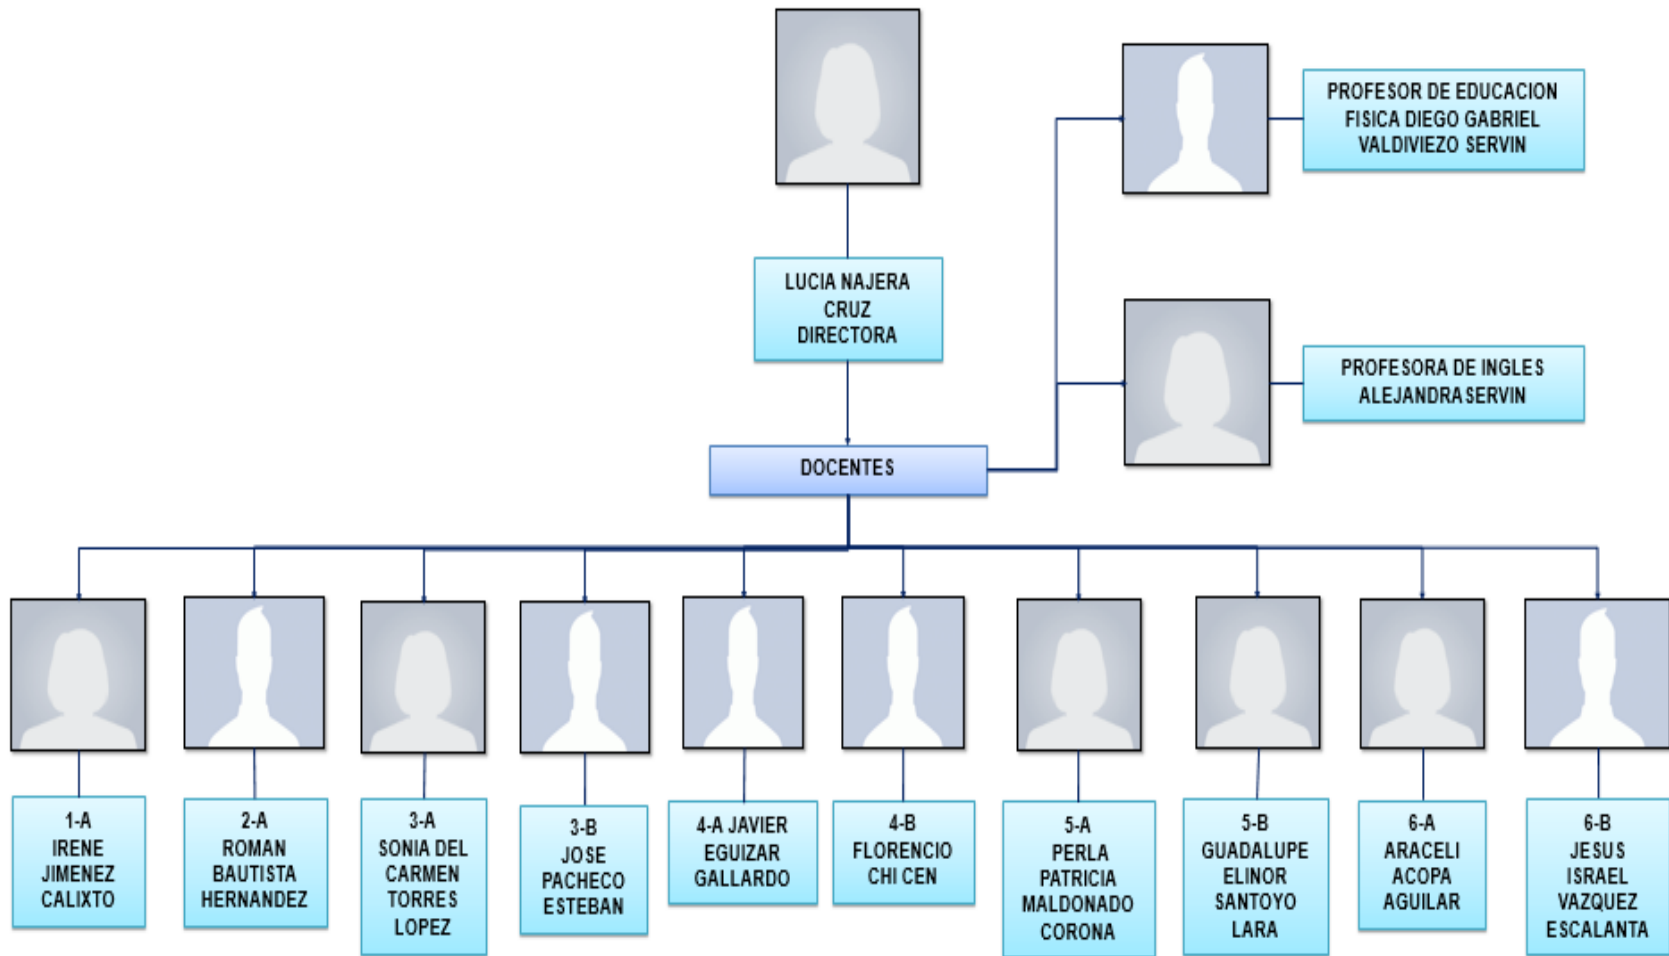 PROFESOR DE EDUCACION
FISICA DIEGO GABRIEL
VALDIVIEZO SERVIN
LUCIA NAJERA
CRUZ
DIRECTORA
PROFESORA DE INGLES
ALEJANDRA SERVIN
DOCENTES
1-A
IRENE
JIMENEZ
CALIXTO
2-A
ROMAN
BAUTISTA
HERNANDEZ
3-A
SONIA DEL
CARMEN
TORRES
LOPEZ
3-B
JOSE
PACHECO
ESTEBAN
4-A JAVIER
EGUIZAR
GALLARDO
4-B
FLORENCIO
CHI CEN
5-A
PERLA
PATRICIA
MALDONADO
CORONA
5-B
GUADALUPE
ELINOR
SANTOYO
LARA
6-A
ARACELI
ACOPA
AGUILAR
6-B
JESUS
ISRAEL
VAZQUEZ
ESCALANTA